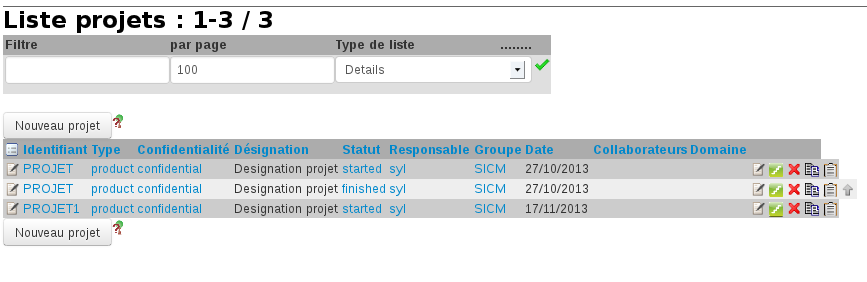 Liste projets : 1-3 / 3
Filtre par page Type de liste ........
100 Details
Nouveau projet
Identifiant Type Confidentialité Désignation Statut Responsable Groupe Date Collaborateurs Domaine
PROJET product confidential Designation projet started syl SICM 27/10/2013
PROJET product confidential Designation projet finished syl SICM 27/10/2013
PROJET1 product confidential Designation projet started syl SICM 17/11/2013
Nouveau projet